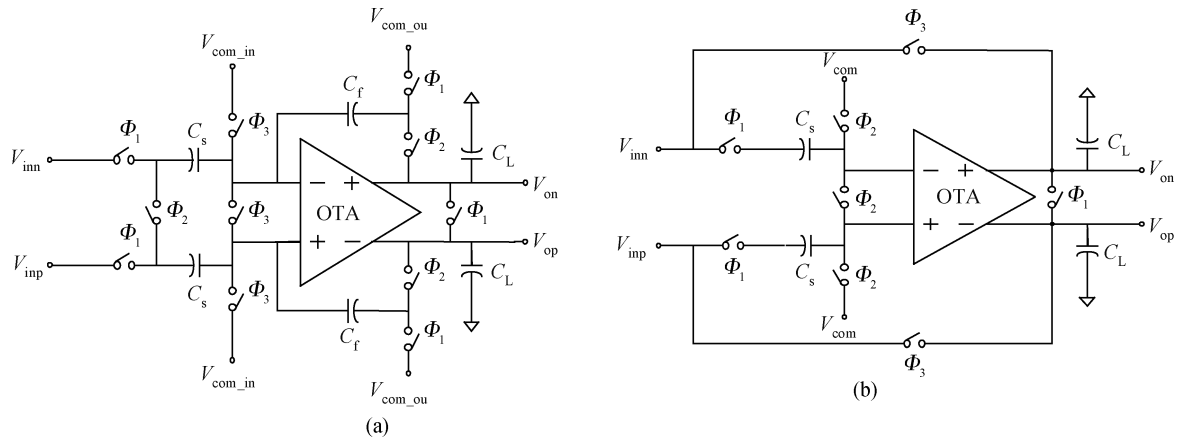 V_com_ou
V_com_in
Φ1
C_f
Φ1
C_s
Φ3
Φ2
C_L
V_inn
− +
V_on
Φ2
Φ3
OTA
Φ1
Φ1
V_inp
+ −
V_op
C_s
Φ3
Φ2
C_L
C_f
Φ1
V_com_in
V_com_ou
(a)
Φ3
V_com
Φ1
C_s
Φ2
C_L
V_inn
− +
V_on
Φ2
OTA
Φ1
V_inp
+ −
V_op
Φ1
C_s
Φ2
C_L
V_com
Φ3
(b)